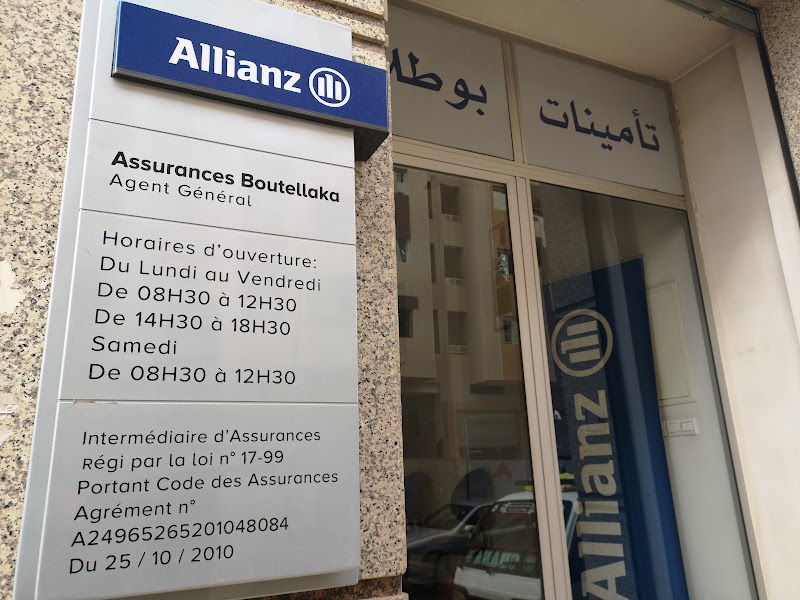 Allianz
Assurances Boutellaka
Agent Général
Horaires d'ouverture:
Du Lundi au Vendredi
De 08H30 à 12H30
De 14H30 à 18H30
Samedi
De 08H30 à 12H30
Intermédiaire d'Assurances
Régi par la loi n° 17-99
Portant Code des Assurances
Agrément n°
A24965265201048084
Du 25 / 10 / 2010
تأمينات
Allianz